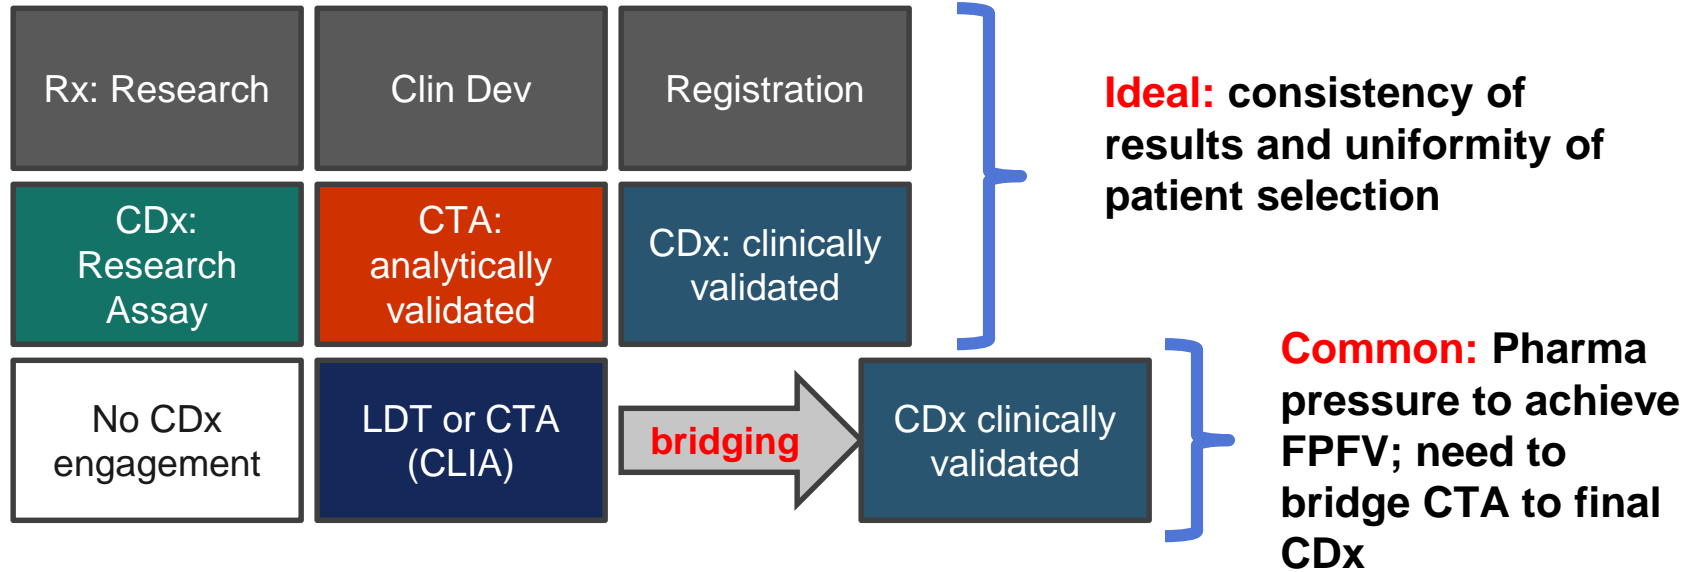 Rx: Research
Clin Dev
Registration
Ideal: consistency of
results and uniformity of
patient selection
CDx:
Research
Assay
CTA:
analytically
validated
CDx: clinically
validated
No CDx
engagement
LDT or CTA
(CLIA)
bridging
CDx clinically
validated
Common: Pharma
pressure to achieve
FPFV; need to
bridge CTA to final
CDx